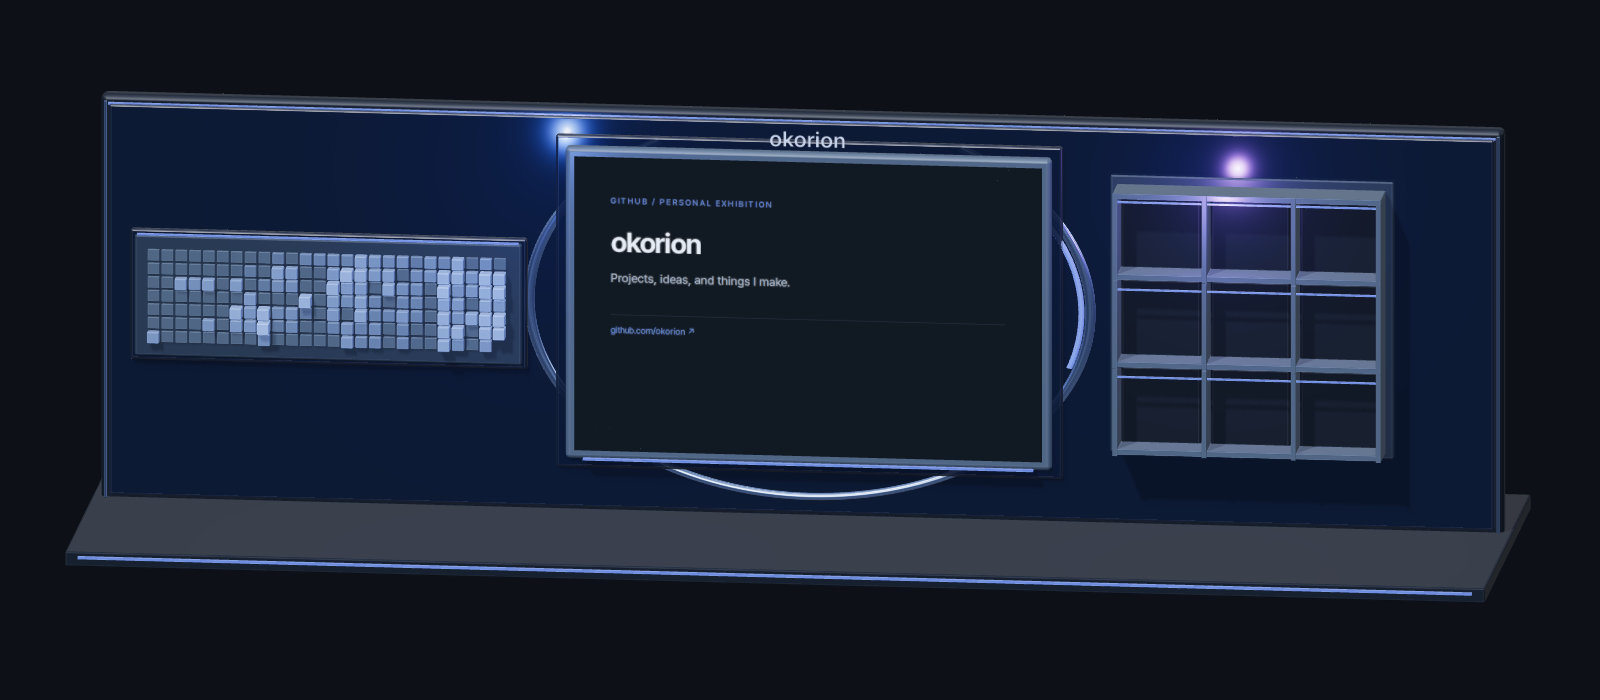 okorion
GITHUB / PERSONAL EXHIBITION
okorion
Projects, ideas, and things I make.
github.com/okorion ↗